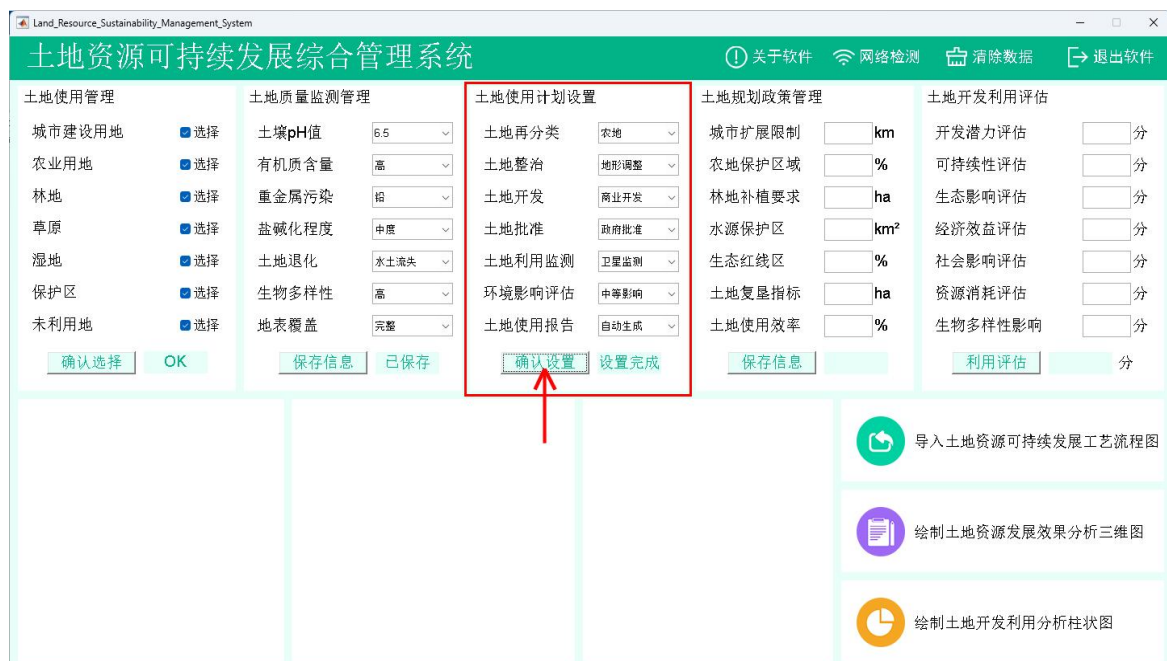 Land_Resource_Sustainability_Management_System
土地资源可持续发展综合管理系统
关于软件
网络检测
清除数据
退出软件
土地使用管理
城市建设用地 选择
农业用地 选择
林地 选择
草原 选择
湿地 选择
保护区 选择
未利用地 选择
确认选择 OK
土地质量监测管理
土壤pH值 6.5
有机质含量 高
重金属污染 铅
盐碱化程度 中度
土地退化 水土流失
生物多样性 高
地表覆盖 完整
保存信息 已保存
土地使用计划设置
土地再分类 农地
土地整治 地形调整
土地开发 商业开发
土地批准 政府批准
土地利用监测 卫星监测
环境影响评估 中等影响
土地使用报告 自动生成
确认设置 设置完成
土地规划政策管理
城市扩展限制 km
农地保护区域 %
林地补植要求 ha
水源保护区 km²
生态红线区 %
土地复垦指标 ha
土地使用效率 %
保存信息
土地开发利用评估
开发潜力评估 分
可持续性评估 分
生态影响评估 分
经济效益评估 分
社会影响评估 分
资源消耗评估 分
生物多样性影响 分
利用评估 分
导入土地资源可持续发展工艺流程图
绘制土地资源发展效果分析三维图
绘制土地开发利用分析柱状图